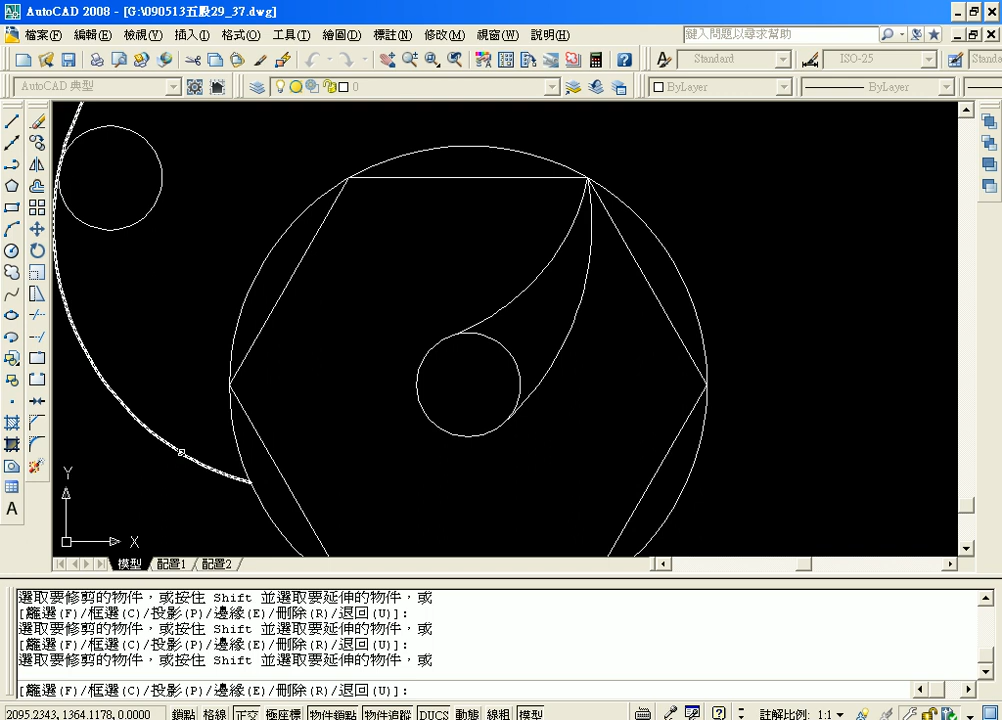 AutoCAD 2008 - [G:\090513五股29_37.dwg]
檔案(F) 編輯(E) 檢視(V) 插入(I) 格式(O) 工具(T) 繪圖(D) 標註(N) 修改(M) 視窗(W) 說明(H) 鍵入問題以尋求幫助
Standard ISO-25 Standa
AutoCAD 典型 0 ByLayer ByLayer
Y
X
模型 配置1 配置2
選取要修剪的物件，或按住 Shift 並選取要延伸的物件，或
[籬選(F)/框選(C)/投影(P)/邊緣(E)/刪除(R)/退回(U)]:
選取要修剪的物件，或按住 Shift 並選取要延伸的物件，或
[籬選(F)/框選(C)/投影(P)/邊緣(E)/刪除(R)/退回(U)]:
選取要修剪的物件，或按住 Shift 並選取要延伸的物件，或
[籬選(F)/框選(C)/投影(P)/邊緣(E)/刪除(R)/退回(U)]:
2095.2343, 1364.1178, 0.0000 鎖點 格線 正交 極座標 物件鎖點 物件追蹤 DUCS 動態 線粗 模型 註解比例: 1:1